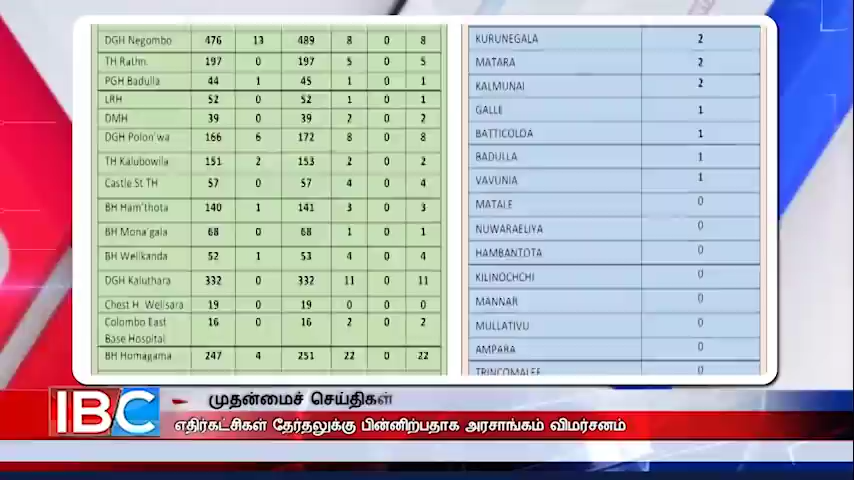 DGH Negombo 476 13 489 8 0 8
TH Rathn. 197 0 197 5 0 5
PGH Badulla 44 1 45 1 0 1
LRH 52 0 52 1 0 1
DMH 39 0 39 2 0 2
DGH Polon'wa 166 6 172 8 0 8
TH Kalubowila 151 2 153 2 0 2
Castle St TH 57 0 57 4 0 4
BH Ham'thota 140 1 141 3 0 3
BH Mona'gala 68 0 68 1 0 1
BH Welikanda 52 1 53 4 0 4
DGH Kaluthara 332 0 332 11 0 11
Chest H Welisara 19 0 19 0 0 0
Colombo East
Base Hospital 16 0 16 2 0 2
BH Homagama 247 4 251 22 0 22
KURUNEGALA 2
MATARA 2
KALMUNAI 2
GALLE 1
BATTICOLOA 1
BADULLA 1
VAVUNIA 1
MATALE 0
NUWARAELIYA 0
HAMBANTOTA 0
KILINOCHCHI 0
MANNAR 0
MULLATIVU 0
AMPARA 0
TRINCOMALEE 0
IBC
முதன்மைச் செய்திகள்
எதிர்கட்சிகள் தேர்தலுக்கு பின்னிற்பதாக அரசாங்கம் விமர்சனம்